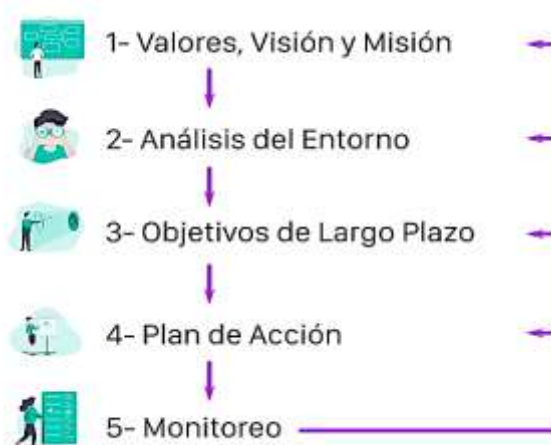 1- Valores, Visión y Misión
2- Análisis del Entorno
3- Objetivos de Largo Plazo
4- Plan de Acción
5- Monitoreo